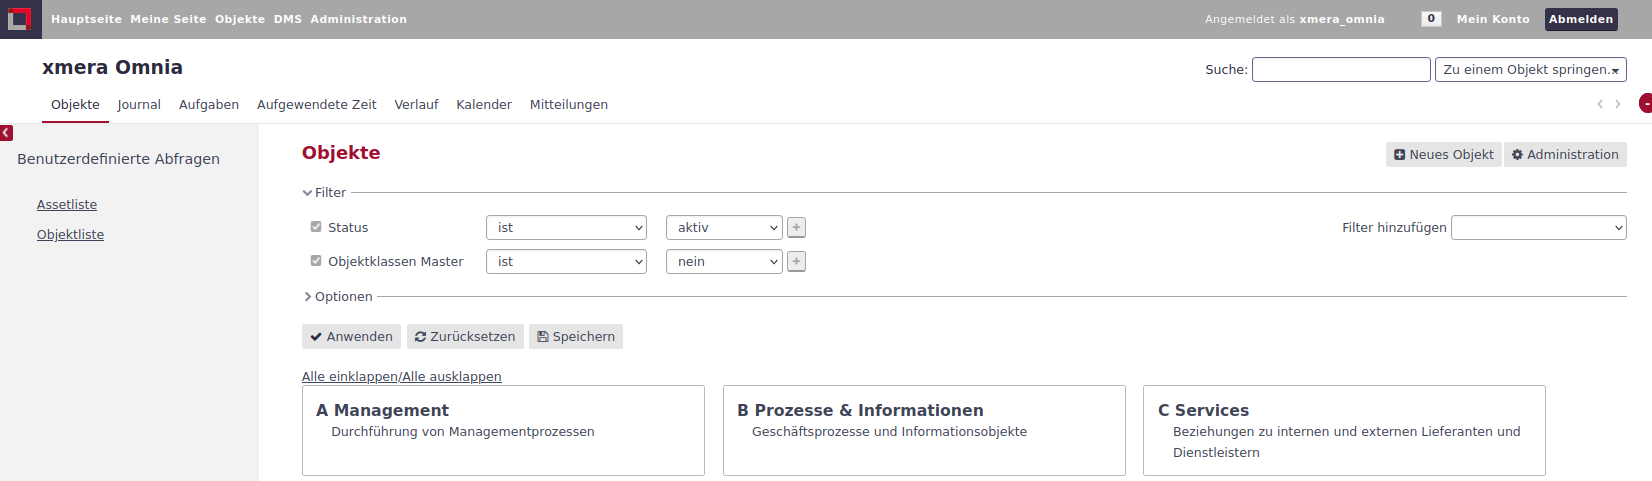 Hauptseite Meine Seite Objekte DMS Administration Angemeldet als xmera_omnia 0 Mein Konto Abmelden
xmera Omnia Suche: Zu einem Objekt springen...
Objekte Journal Aufgaben Aufgewendete Zeit Verlauf Kalender Mitteilungen
Benutzerdefinierte Abfragen
Assetliste
Objektliste
Objekte Neues Objekt Administration
Filter
Status ist aktiv Filter hinzufügen
Objektklassen Master ist nein
Optionen
Anwenden Zurücksetzen Speichern
Alle einklappen/Alle ausklappen
A Management
Durchführung von Managementprozessen
B Prozesse & Informationen
Geschäftsprozesse und Informationsobjekte
C Services
Beziehungen zu internen und externen Lieferanten und
Dienstleistern